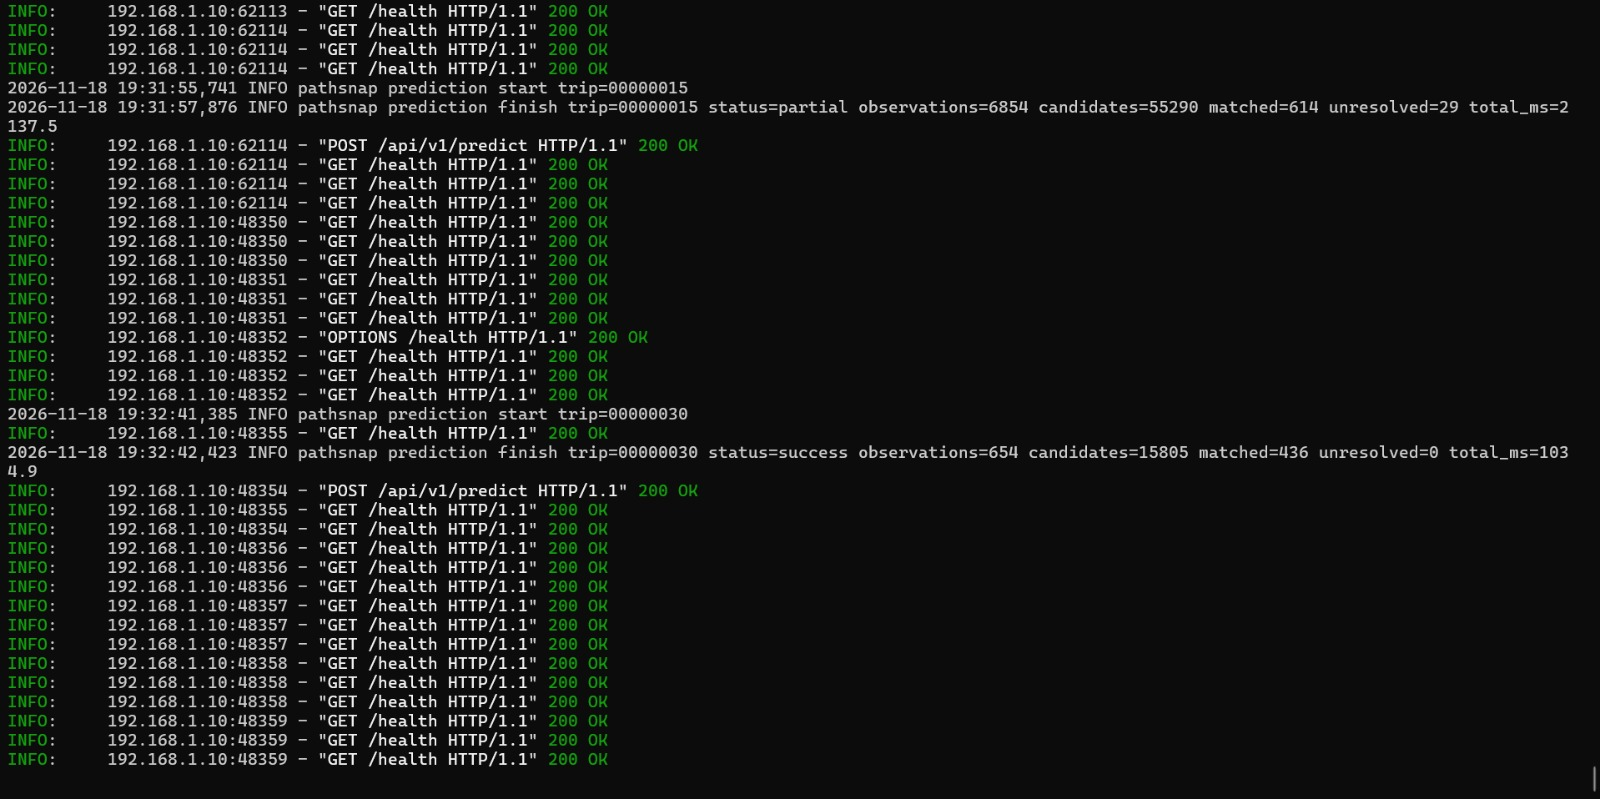 INFO:     192.168.1.10:62113 - "GET /health HTTP/1.1" 200 OK
INFO:     192.168.1.10:62114 - "GET /health HTTP/1.1" 200 OK
INFO:     192.168.1.10:62114 - "GET /health HTTP/1.1" 200 OK
INFO:     192.168.1.10:62114 - "GET /health HTTP/1.1" 200 OK
2026-11-18 19:31:55,741 INFO pathsnap prediction start trip=00000015
2026-11-18 19:31:57,876 INFO pathsnap prediction finish trip=00000015 status=partial observations=6854 candidates=55290 matched=614 unresolved=29 total_ms=2
137.5
INFO:     192.168.1.10:62114 - "POST /api/v1/predict HTTP/1.1" 200 OK
INFO:     192.168.1.10:62114 - "GET /health HTTP/1.1" 200 OK
INFO:     192.168.1.10:62114 - "GET /health HTTP/1.1" 200 OK
INFO:     192.168.1.10:62114 - "GET /health HTTP/1.1" 200 OK
INFO:     192.168.1.10:48350 - "GET /health HTTP/1.1" 200 OK
INFO:     192.168.1.10:48350 - "GET /health HTTP/1.1" 200 OK
INFO:     192.168.1.10:48350 - "GET /health HTTP/1.1" 200 OK
INFO:     192.168.1.10:48351 - "GET /health HTTP/1.1" 200 OK
INFO:     192.168.1.10:48351 - "GET /health HTTP/1.1" 200 OK
INFO:     192.168.1.10:48351 - "GET /health HTTP/1.1" 200 OK
INFO:     192.168.1.10:48352 - "OPTIONS /health HTTP/1.1" 200 OK
INFO:     192.168.1.10:48352 - "GET /health HTTP/1.1" 200 OK
INFO:     192.168.1.10:48352 - "GET /health HTTP/1.1" 200 OK
INFO:     192.168.1.10:48352 - "GET /health HTTP/1.1" 200 OK
2026-11-18 19:32:41,385 INFO pathsnap prediction start trip=00000030
INFO:     192.168.1.10:48355 - "GET /health HTTP/1.1" 200 OK
2026-11-18 19:32:42,423 INFO pathsnap prediction finish trip=00000030 status=success observations=654 candidates=15805 matched=436 unresolved=0 total_ms=103
4.9
INFO:     192.168.1.10:48354 - "POST /api/v1/predict HTTP/1.1" 200 OK
INFO:     192.168.1.10:48355 - "GET /health HTTP/1.1" 200 OK
INFO:     192.168.1.10:48354 - "GET /health HTTP/1.1" 200 OK
INFO:     192.168.1.10:48356 - "GET /health HTTP/1.1" 200 OK
INFO:     192.168.1.10:48356 - "GET /health HTTP/1.1" 200 OK
INFO:     192.168.1.10:48356 - "GET /health HTTP/1.1" 200 OK
INFO:     192.168.1.10:48357 - "GET /health HTTP/1.1" 200 OK
INFO:     192.168.1.10:48357 - "GET /health HTTP/1.1" 200 OK
INFO:     192.168.1.10:48357 - "GET /health HTTP/1.1" 200 OK
INFO:     192.168.1.10:48358 - "GET /health HTTP/1.1" 200 OK
INFO:     192.168.1.10:48358 - "GET /health HTTP/1.1" 200 OK
INFO:     192.168.1.10:48358 - "GET /health HTTP/1.1" 200 OK
INFO:     192.168.1.10:48359 - "GET /health HTTP/1.1" 200 OK
INFO:     192.168.1.10:48359 - "GET /health HTTP/1.1" 200 OK
INFO:     192.168.1.10:48359 - "GET /health HTTP/1.1" 200 OK